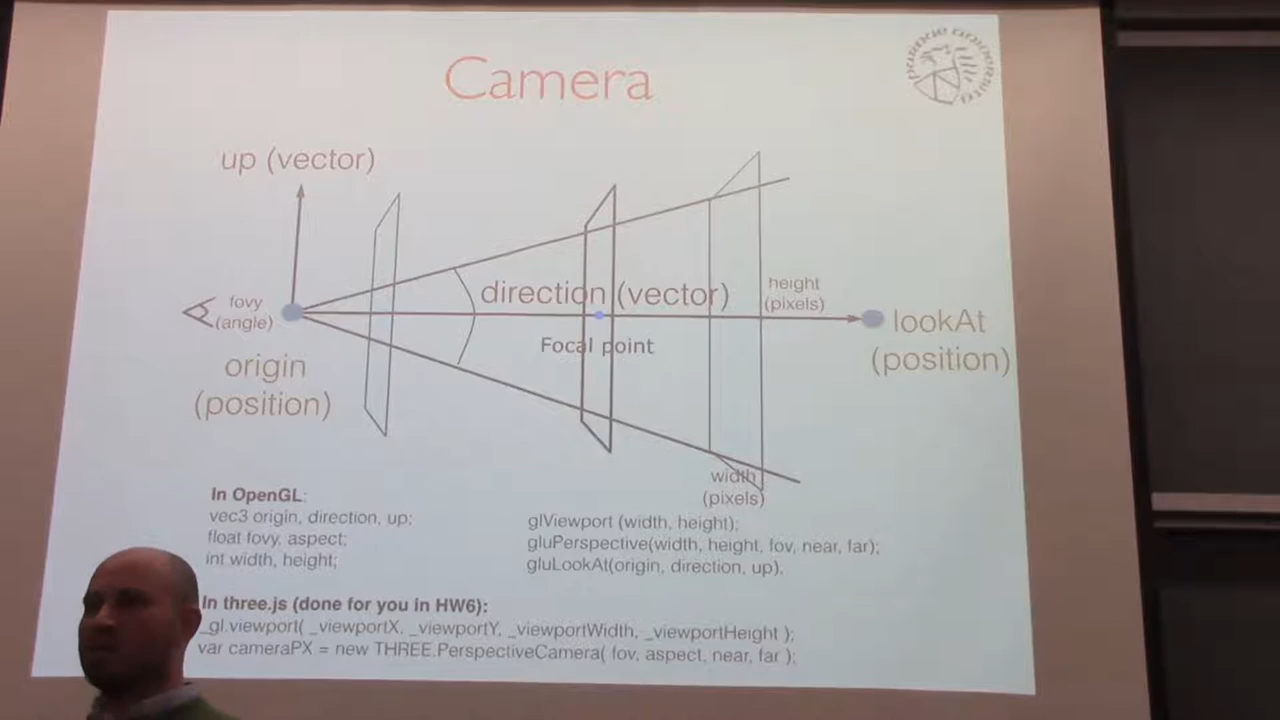 Camera
up (vector)
fovy
(angle)
origin
(position)
direction (vector)
Focal point
height
(pixels)
lookAt
(position)
width
(pixels)
In OpenGL:
vec3 origin, direction, up;
float fovy, aspect;
int width, height;
glViewport (width, height);
gluPerspective(width, height, fov, near, far);
gluLookAt(origin, direction, up),
In three.js (done for you in HW6):
_gl.viewport( _viewportX, _viewportY, _viewportWidth, _viewportHeight );
var cameraPX = new THREE.PerspectiveCamera( fov, aspect, near, far );